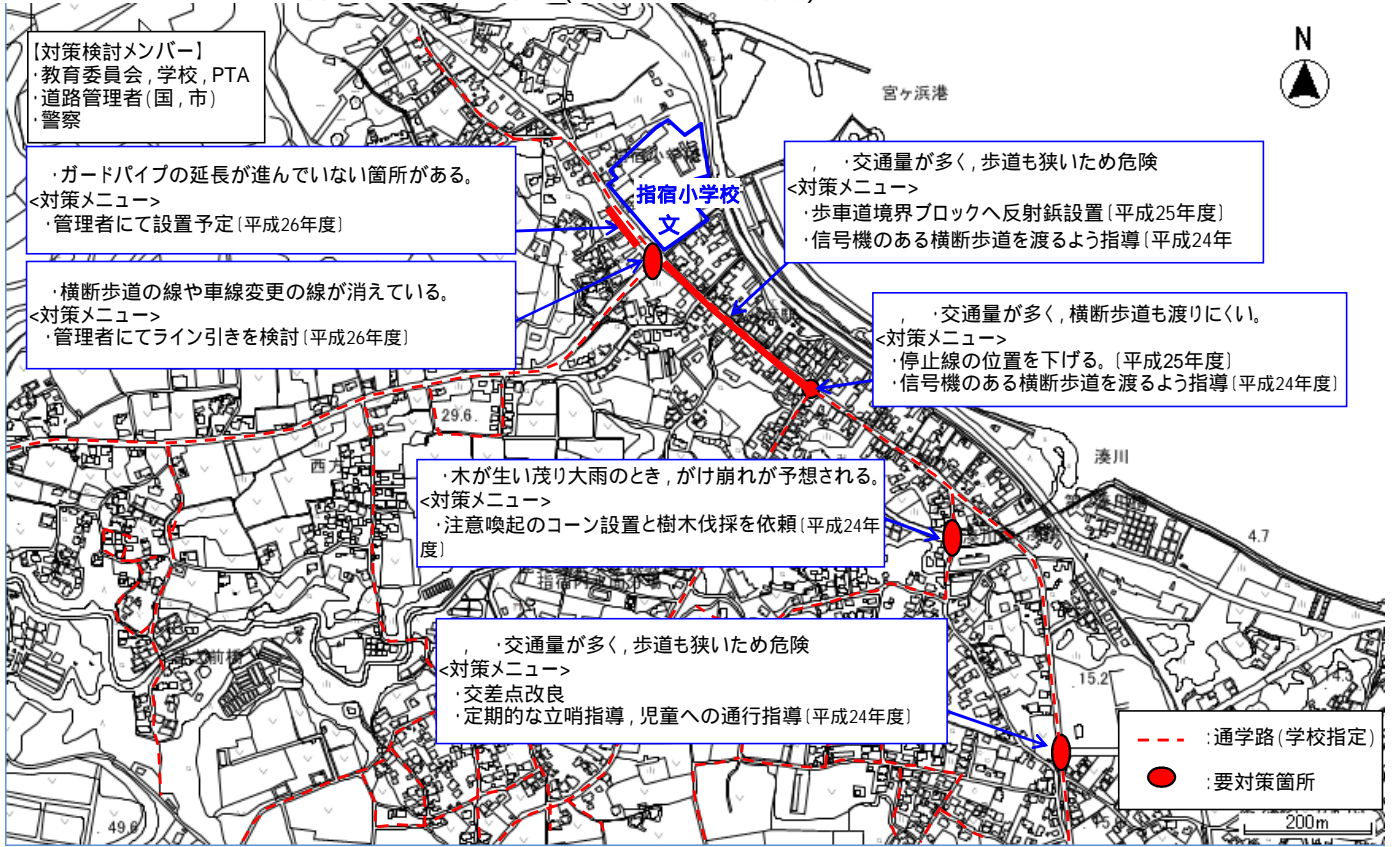 【対策検討メンバー】
・教育委員会，学校，PTA
・道路管理者(国，市)
・警察
N
宮ヶ浜港
・ガードパイプの延長が進んでいない箇所がある。
<対策メニュー>
・管理者にて設置予定〔平成26年度〕
指宿小学校
文
， ・交通量が多く，歩道も狭いため危険
<対策メニュー>
・歩車道境界ブロックへ反射鋲設置〔平成25年度〕
・信号機のある横断歩道を渡るよう指導〔平成24年
・横断歩道の線や車線変更の線が消えている。
<対策メニュー>
・管理者にてライン引きを検討〔平成26年度〕
， ・交通量が多く，横断歩道も渡りにくい。
<対策メニュー>
・停止線の位置を下げる。〔平成25年度〕
・信号機のある横断歩道を渡るよう指導〔平成24年度〕
29.6
西方
湊川
・木が生い茂り大雨のとき，がけ崩れが予想される。
<対策メニュー>
・注意喚起のコーン設置と樹木伐採を依頼〔平成24年
度〕
4.7
， ・交通量が多く，歩道も狭いため危険
<対策メニュー>
・交差点改良
・定期的な立哨指導，児童への通行指導〔平成24年度〕
15.2
:通学路(学校指定)
:要対策箇所
200m
49.6